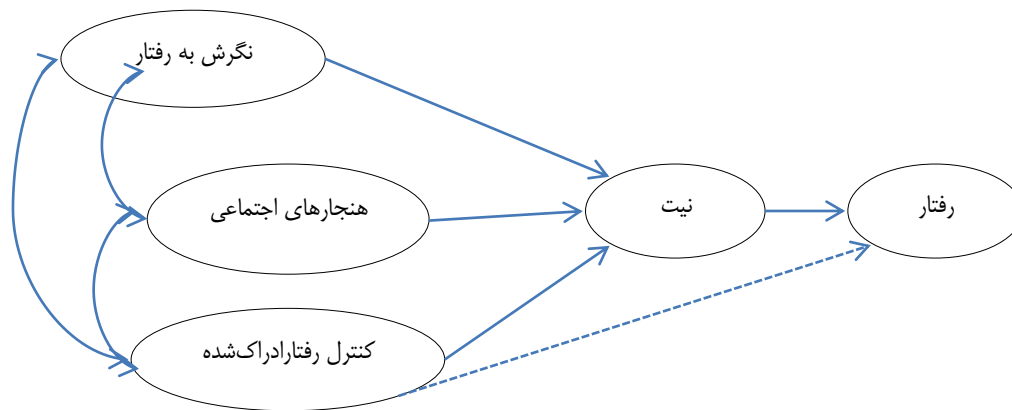 نگرش به رفتار
هنجارهای اجتماعی
کنترل رفتارادراک‌شده
نیت
رفتار